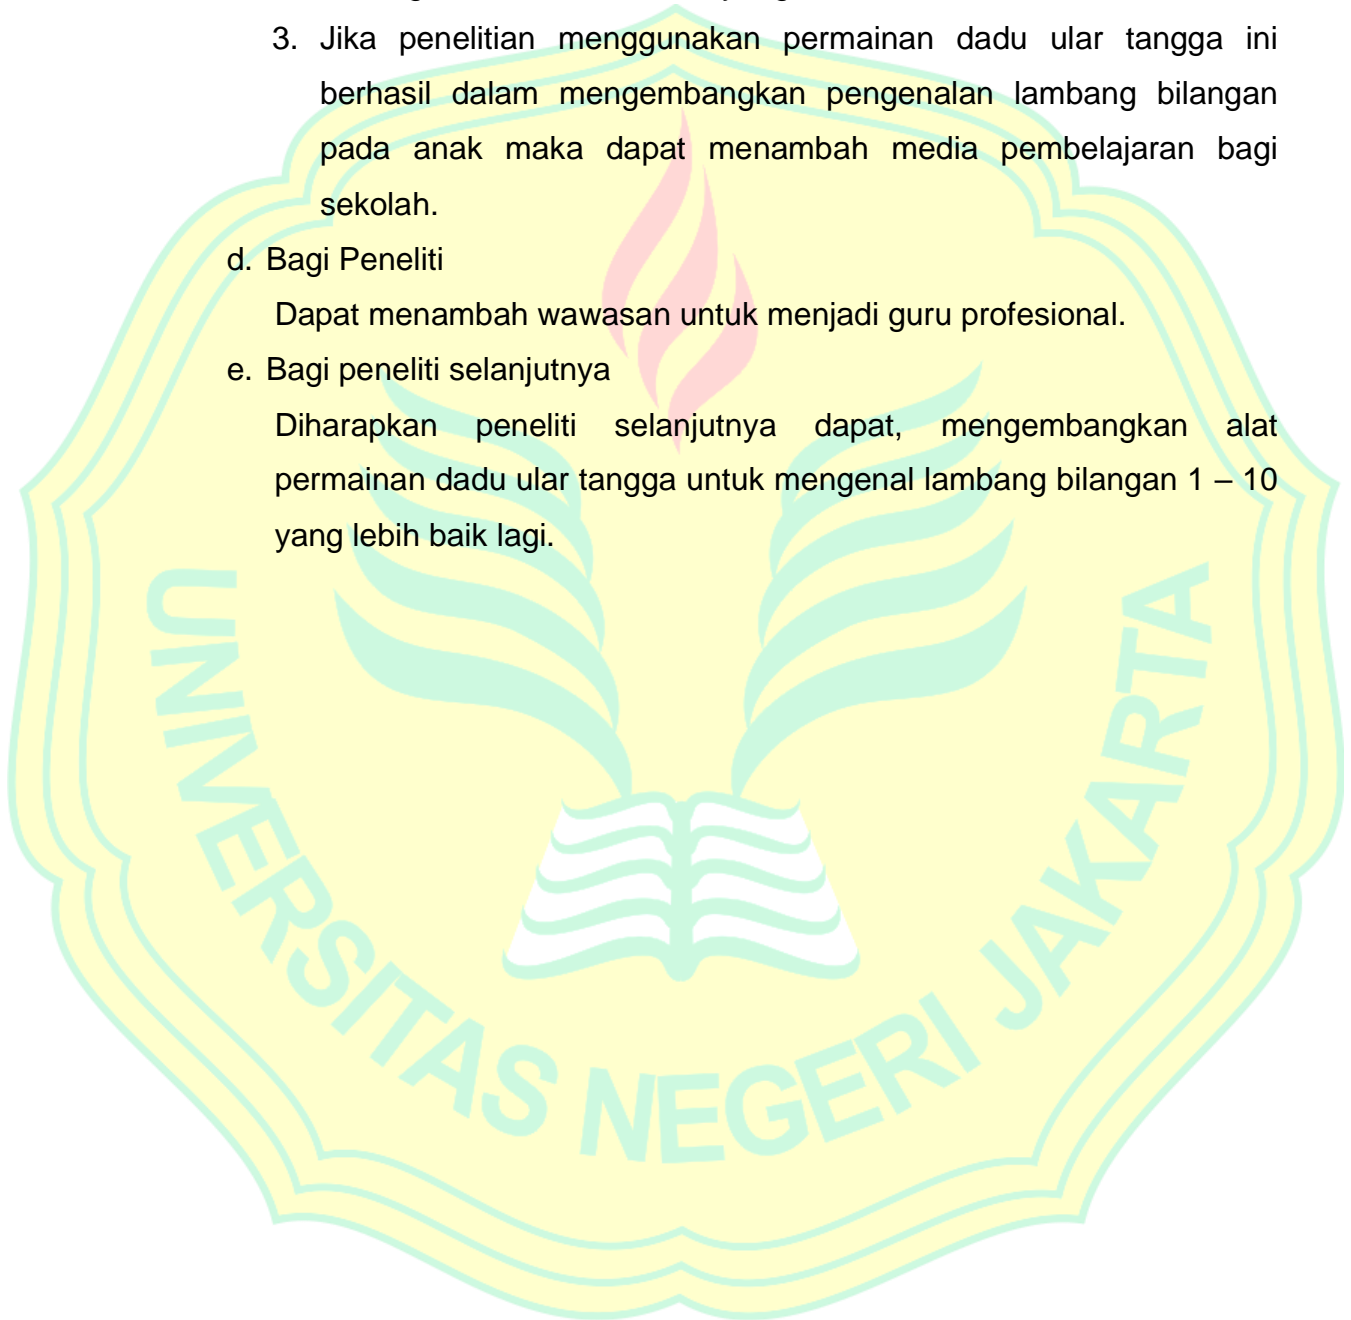 3. Jika penelitian menggunakan permainan dadu ular tangga ini
berhasil dalam mengembangkan pengenalan lambang bilangan
pada anak maka dapat menambah media pembelajaran bagi
sekolah.
d. Bagi Peneliti
Dapat menambah wawasan untuk menjadi guru profesional.
e. Bagi peneliti selanjutnya
Diharapkan peneliti selanjutnya dapat, mengembangkan alat
permainan dadu ular tangga untuk mengenal lambang bilangan 1 – 10
yang lebih baik lagi.
UNIVERSITAS NEGERI JAKARTA